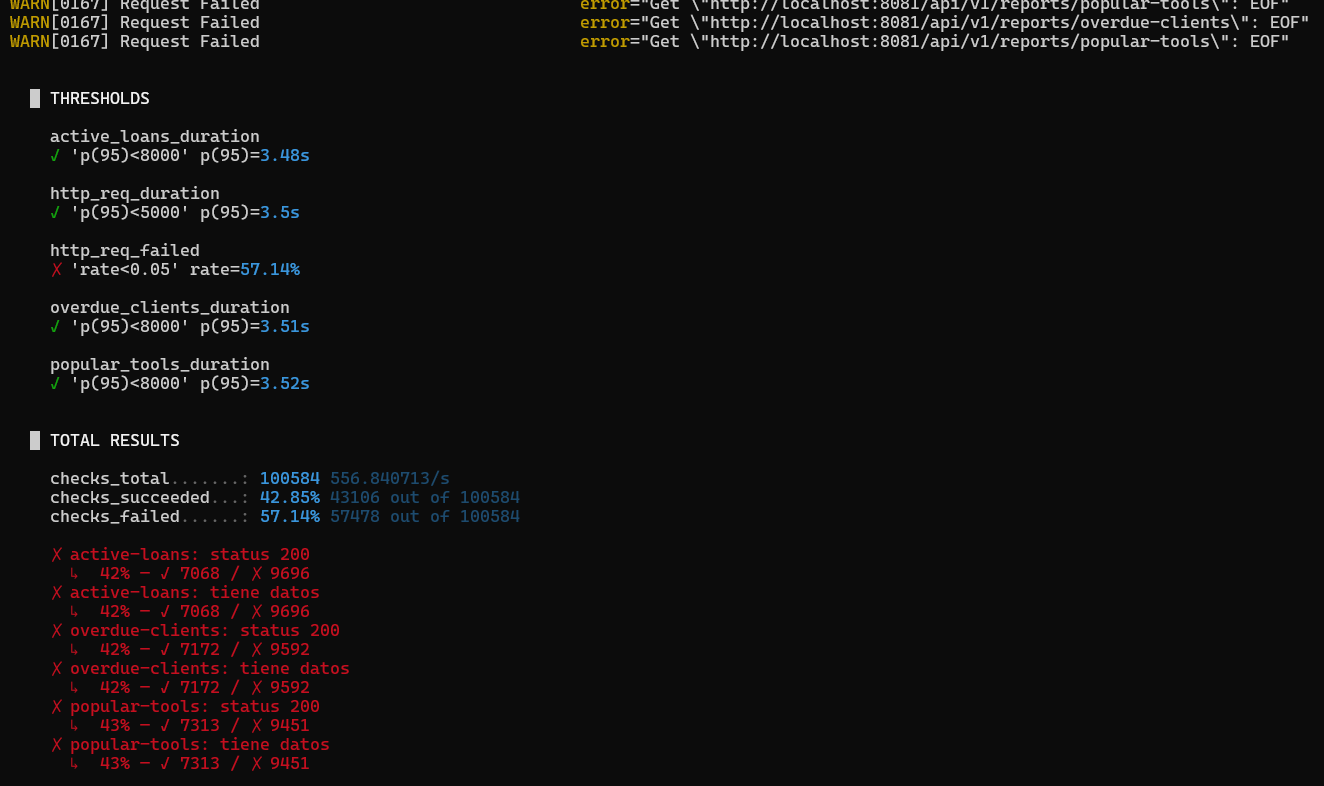 WARN[0167] Request Failed error="Get \"http://localhost:8081/api/v1/reports/popular-tools\": EOF"
WARN[0167] Request Failed error="Get \"http://localhost:8081/api/v1/reports/overdue-clients\": EOF"
WARN[0167] Request Failed error="Get \"http://localhost:8081/api/v1/reports/popular-tools\": EOF"
█ THRESHOLDS
active_loans_duration
✓ 'p(95)<8000' p(95)=3.48s
http_req_duration
✓ 'p(95)<5000' p(95)=3.5s
http_req_failed
✗ 'rate<0.05' rate=57.14%
overdue_clients_duration
✓ 'p(95)<8000' p(95)=3.51s
popular_tools_duration
✓ 'p(95)<8000' p(95)=3.52s
█ TOTAL RESULTS
checks_total.......: 100584 556.840713/s
checks_succeeded...: 42.85% 43106 out of 100584
checks_failed......: 57.14% 57478 out of 100584
✗ active-loans: status 200
↳  42% — ✓ 7068 / ✗ 9696
✗ active-loans: tiene datos
↳  42% — ✓ 7068 / ✗ 9696
✗ overdue-clients: status 200
↳  42% — ✓ 7172 / ✗ 9592
✗ overdue-clients: tiene datos
↳  42% — ✓ 7172 / ✗ 9592
✗ popular-tools: status 200
↳  43% — ✓ 7313 / ✗ 9451
✗ popular-tools: tiene datos
↳  43% — ✓ 7313 / ✗ 9451